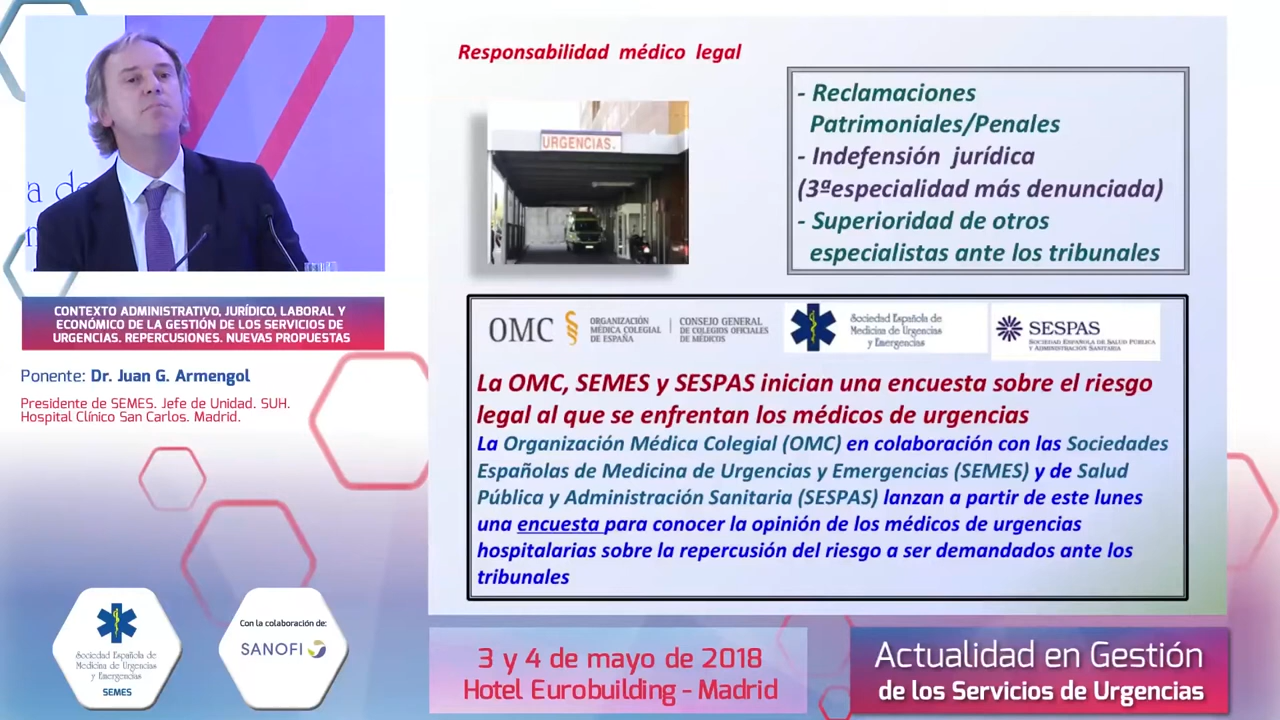 CONTEXTO ADMINISTRATIVO, JURÍDICO, LABORAL Y
ECONÓMICO DE LA GESTIÓN DE LOS SERVICIOS DE
URGENCIAS. REPERCUSIONES. NUEVAS PROPUESTAS
Ponente: Dr. Juan G. Armengol
Presidente de SEMES. Jefe de Unidad. SUH.
Hospital Clínico San Carlos. Madrid.
Sociedad Española de
Medicina de Urgencias
y Emergencias
SEMES
Con la colaboración de:
SANOFI
Responsabilidad médico legal
URGENCIAS.
- Reclamaciones
Patrimoniales/Penales
- Indefensión jurídica
(3ªespecialidad más denunciada)
- Superioridad de otros
especialistas ante los tribunales
OMC
ORGANIZACIÓN
MÉDICA COLEGIAL
DE ESPAÑA
CONSEJO GENERAL
DE COLEGIOS OFICIALES
DE MÉDICOS
Sociedad Española de
Medicina de Urgencias
y Emergencias
SESPAS
SOCIEDAD ESPAÑOLA DE SALUD PÚBLICA
Y ADMINISTRACIÓN SANITARIA
La OMC, SEMES y SESPAS inician una encuesta sobre el riesgo
legal al que se enfrentan los médicos de urgencias
La Organización Médica Colegial (OMC) en colaboración con las Sociedades
Españolas de Medicina de Urgencias y Emergencias (SEMES) y de Salud
Pública y Administración Sanitaria (SESPAS) lanzan a partir de este lunes
una encuesta para conocer la opinión de los médicos de urgencias
hospitalarias sobre la repercusión del riesgo a ser demandados ante los
tribunales
3 y 4 de mayo de 2018
Hotel Eurobuilding - Madrid
Actualidad en Gestión
de los Servicios de Urgencias